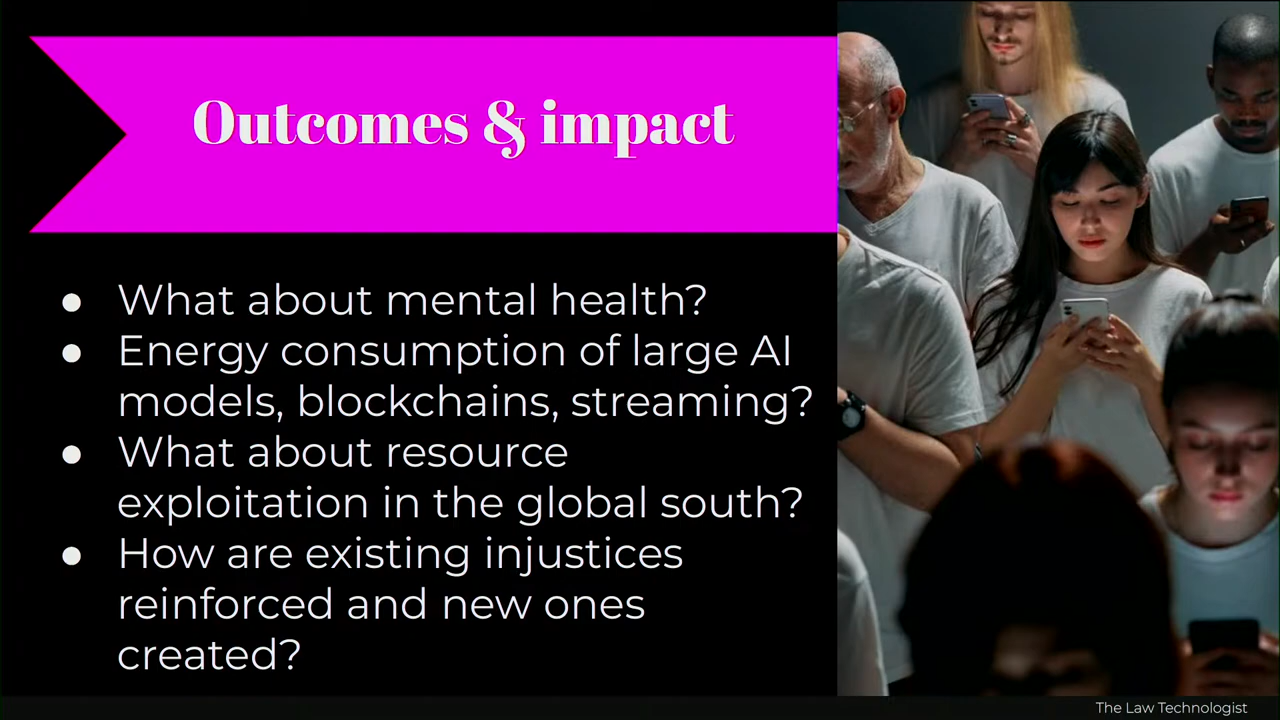 Outcomes & impact
● What about mental health?
● Energy consumption of large AI
models, blockchains, streaming?
● What about resource
exploitation in the global south?
● How are existing injustices
reinforced and new ones
created?
The Law Technologist